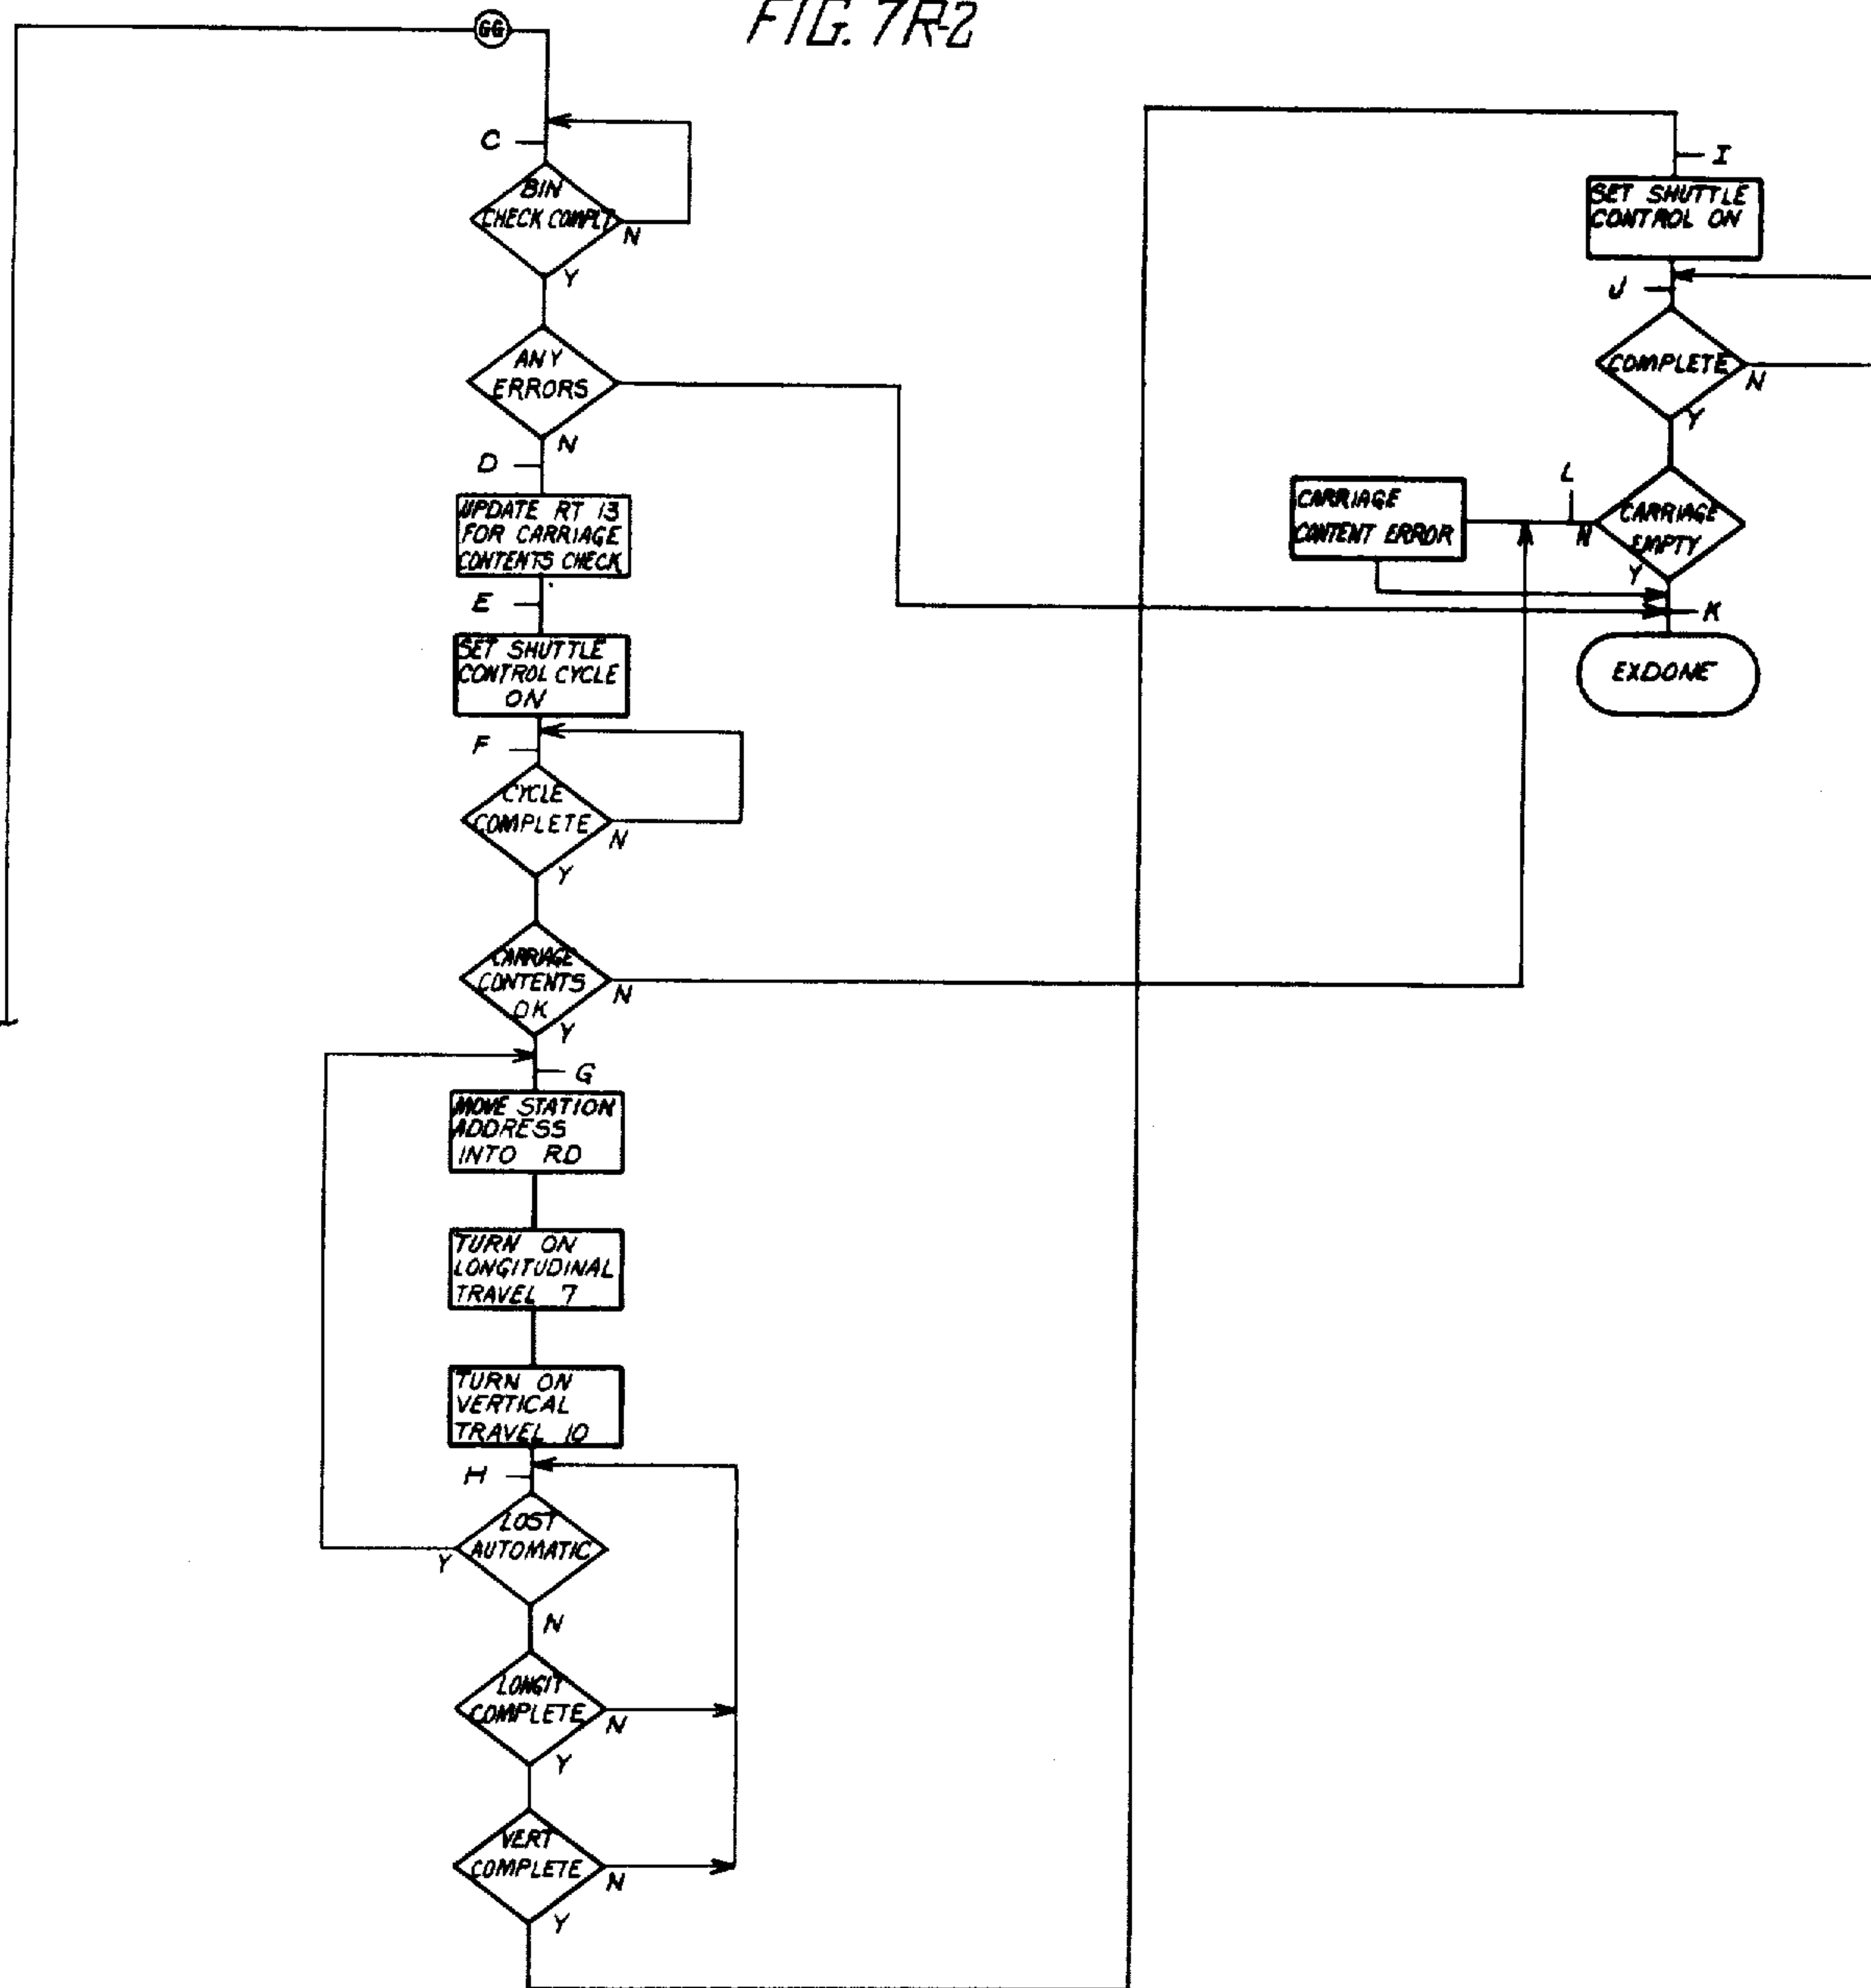 FIG. 7R-2
GG
C
BIN
CHECK COMPLT
N
Y
ANY
ERRORS
N
D
UPDATE RT 13
FOR CARRIAGE
CONTENTS CHECK
E
SET SHUTTLE
CONTROL CYCLE
ON
F
CYCLE
COMPLETE
N
Y
CARRIAGE
CONTENTS
OK
N
Y
G
MOVE STATION
ADDRESS
INTO RD
TURN ON
LONGITUDINAL
TRAVEL 7
TURN ON
VERTICAL
TRAVEL 10
H
LOST
AUTOMATIC
Y
N
LONGIT
COMPLETE
N
Y
VERT
COMPLETE
N
Y
I
SET SHUTTLE
CONTROL ON
J
COMPLETE
N
Y
L
CARRIAGE
EMPTY
N
Y
CARRIAGE
CONTENT ERROR
K
EXDONE